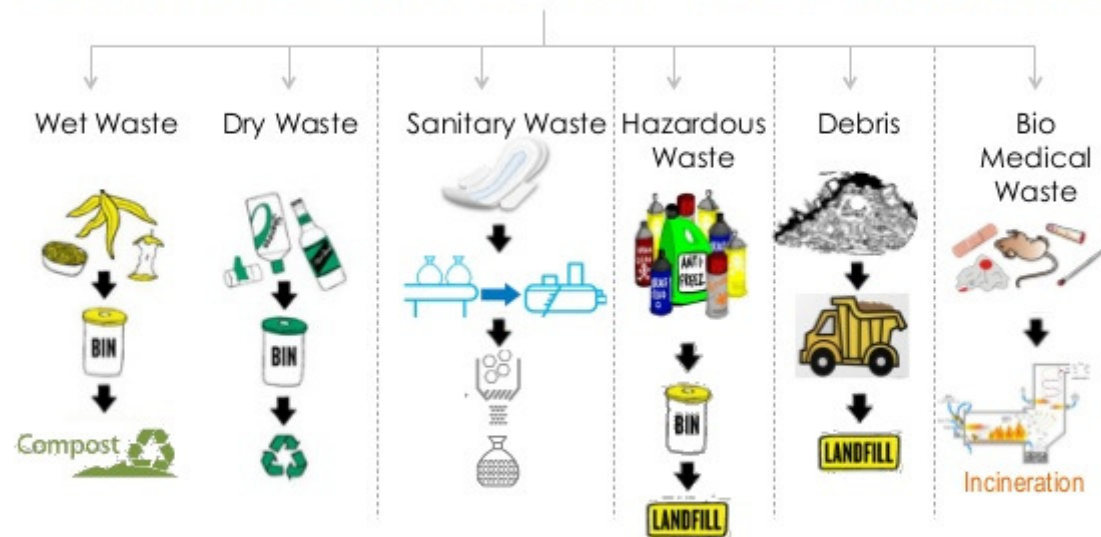 Wet Waste
Dry Waste
Sanitary Waste
Hazardous
Waste
Debris
Bio
Medical
Waste
ANTI
FREEZ
BIN
BIN
BIN
Compost
LANDFILL
LANDFILL
Incineration